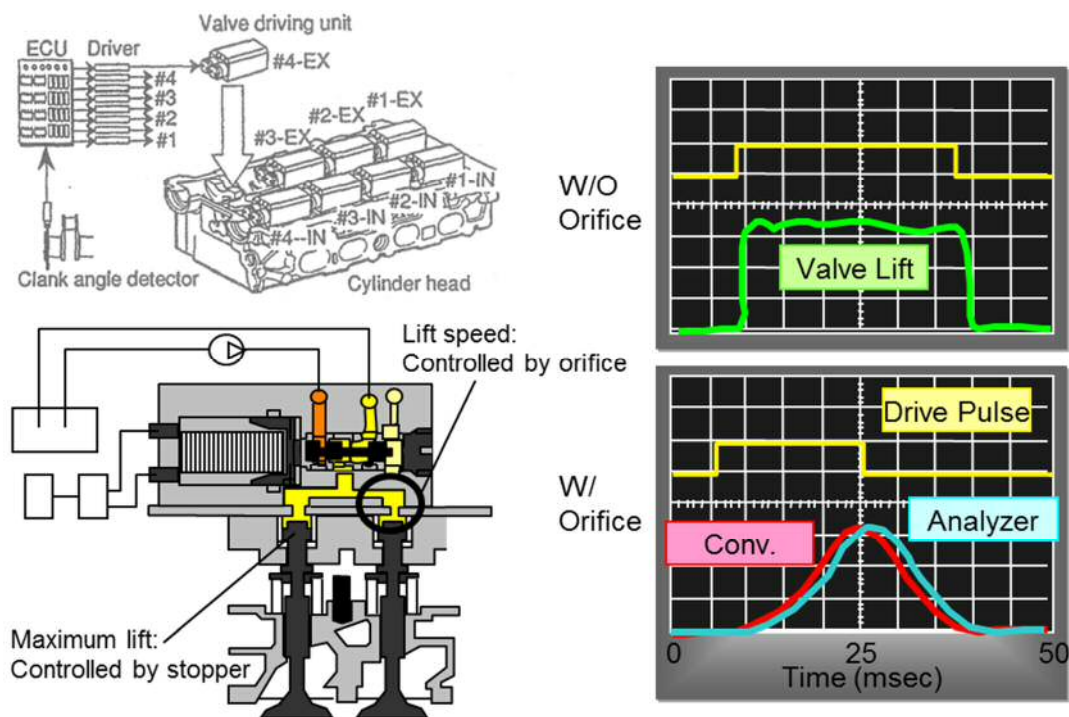 Valve driving unit
ECU Driver
#4-EX
#4
#3
#2
#1
#1-EX
#2-EX
#3-EX
#1-IN
#2-IN
#3-IN
#4--IN
Clank angle detector
Cylinder head
Lift speed:
Controlled by orifice
Maximum lift:
Controlled by stopper
W/O
Orifice
Valve Lift
Drive Pulse
W/
Orifice
Analyzer
Conv.
0 25 50
Time (msec)